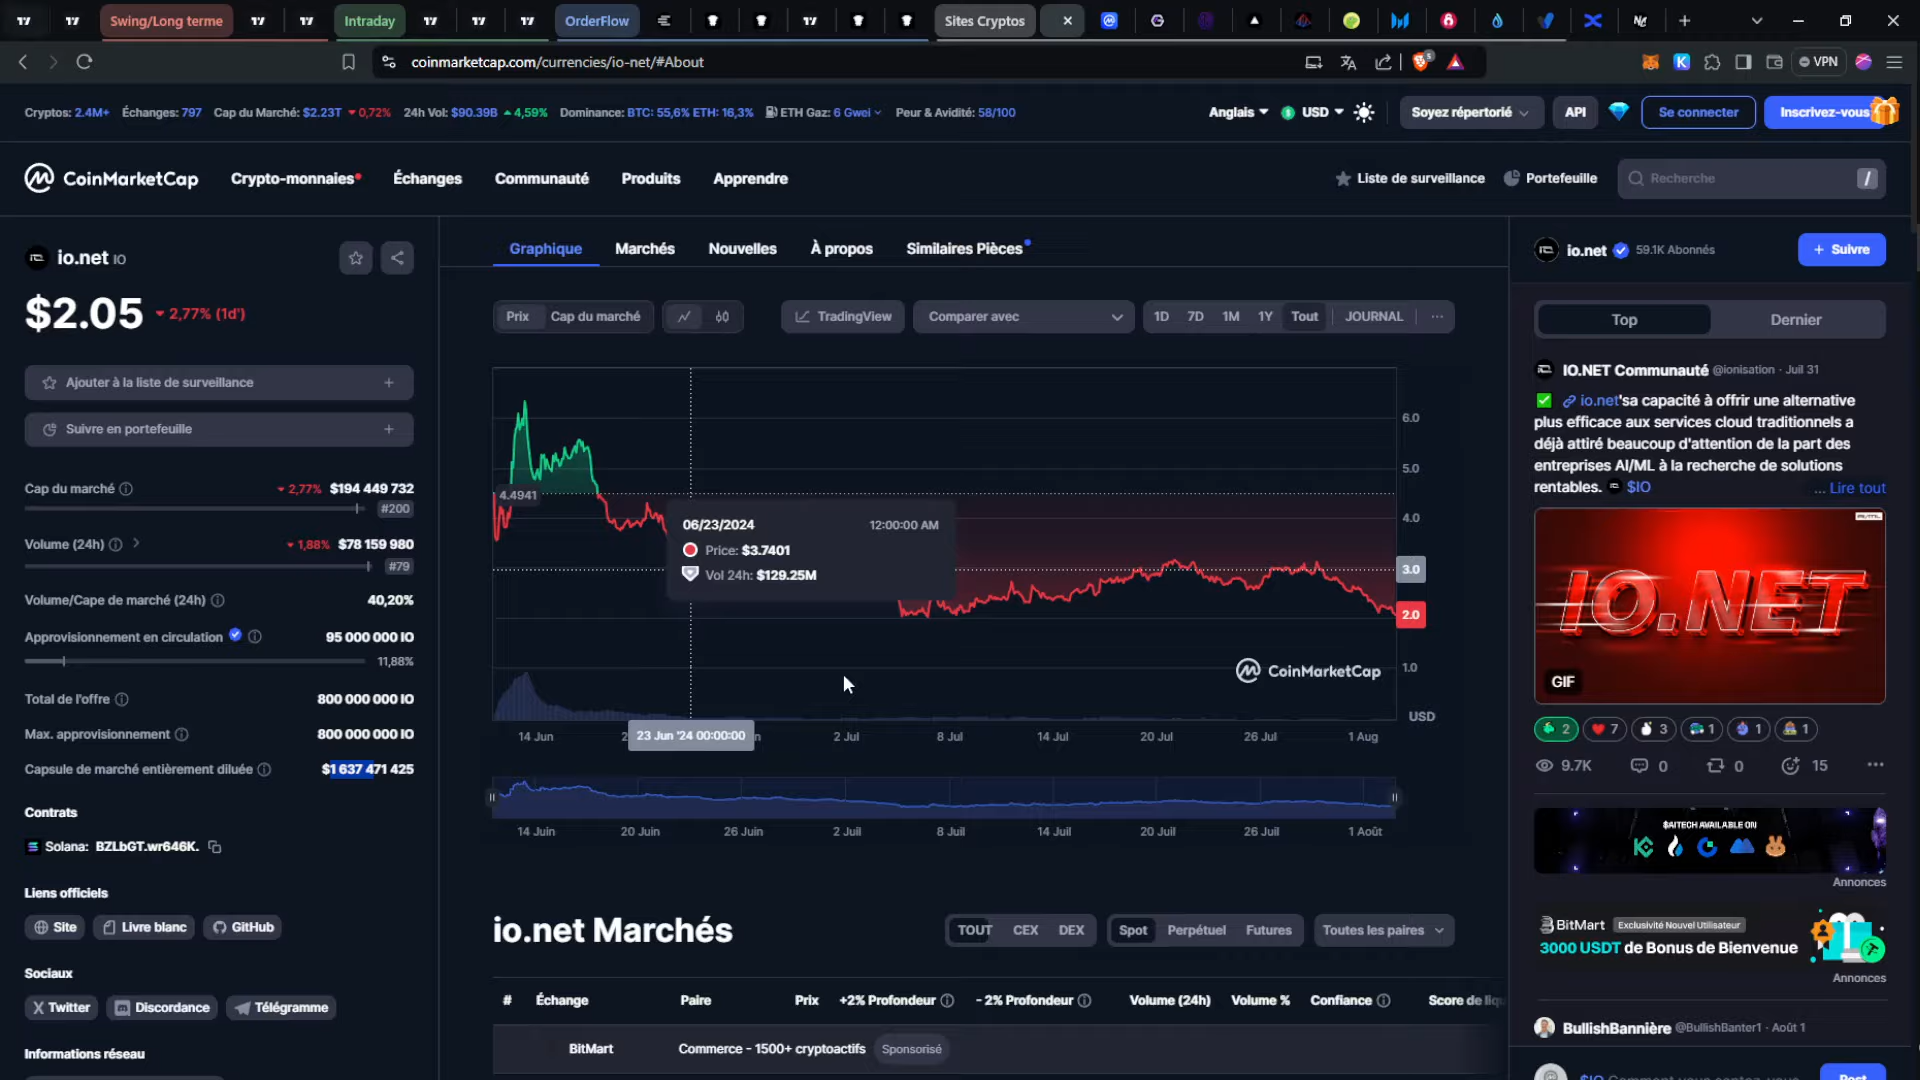 Swing/Long terme
Intraday
OrderFlow
Sites Cryptos
coinmarketcap.com/currencies/io-net/#About
VPN
Cryptos: 2.4M+ Échanges: 797 Cap du Marché: $2.23T 0,72% 24h Vol: $90.39B 4,59% Dominance: BTC: 55,6% ETH: 16,3% ETH Gaz: 6 Gwei Peur & Avidité: 58/100
Anglais
USD
Soyez répertorié
API
Se connecter
Inscrivez-vous
CoinMarketCap
Crypto-monnaies
Échanges
Communauté
Produits
Apprendre
Liste de surveillance
Portefeuille
Recherche
/
io.net IO
$2.05 2,77% (1d')
Ajouter à la liste de surveillance +
Suivre en portefeuille +
Cap du marché 2,77% $194 449 732
#200
Volume (24h) 1,88% $78 159 980
#79
Volume/Cape de marché (24h) 40,20%
Approvisionnement en circulation 95 000 000 IO
11,88%
Total de l'offre 800 000 000 IO
Max. approvisionnement 800 000 000 IO
Capsule de marché entièrement diluée $1 637 471 425
Contrats
Solana: BZLbGT.wr646K.
Liens officiels
Site
Livre blanc
GitHub
Sociaux
Twitter
Discordance
Télégramme
Informations réseau
Graphique
Marchés
Nouvelles
À propos
Similaires Pièces
Prix Cap du marché
TradingView
Comparer avec
1D 7D 1M 1Y Tout JOURNAL ...
6.0
5.0
4.4941
4.0
06/23/2024 12:00:00 AM
Price: $3.7401
Vol 24h: $129.25M
3.0
2.0
CoinMarketCap
1.0
USD
14 Jun
23 Jun '24 00:00:00
2 Jul
8 Jul
14 Jul
20 Jul
26 Jul
1 Aug
14 Juin
20 Juin
26 Juin
2 Juil
8 Juil
14 Juil
20 Juil
26 Juil
1 Août
io.net Marchés
TOUT CEX DEX
Spot Perpétuel Futures
Toutes les paires
# Échange Paire Prix +2% Profondeur - 2% Profondeur Volume (24h) Volume % Confiance Score de liqu
BitMart Commerce - 1500+ cryptoactifs Sponsorisé
io.net 59.1K Abonnés
+ Suivre
Top
Dernier
IO.NET Communauté @ionisation · Juil 31
io.net'sa capacité à offrir une alternative
plus efficace aux services cloud traditionnels a
déjà attiré beaucoup d'attention de la part des
entreprises AI/ML à la recherche de solutions
rentables. $IO ... Lire tout
IO.NET
GIF
2
7
3
1
1
1
9.7K
0
0
15
$AITECH AVAILABLE ON
Annonces
BitMart Exclusivité Nouvel Utilisateur
3000 USDT de Bonus de Bienvenue
Annonces
BullishBannière @BullishBanter1 · Août 1